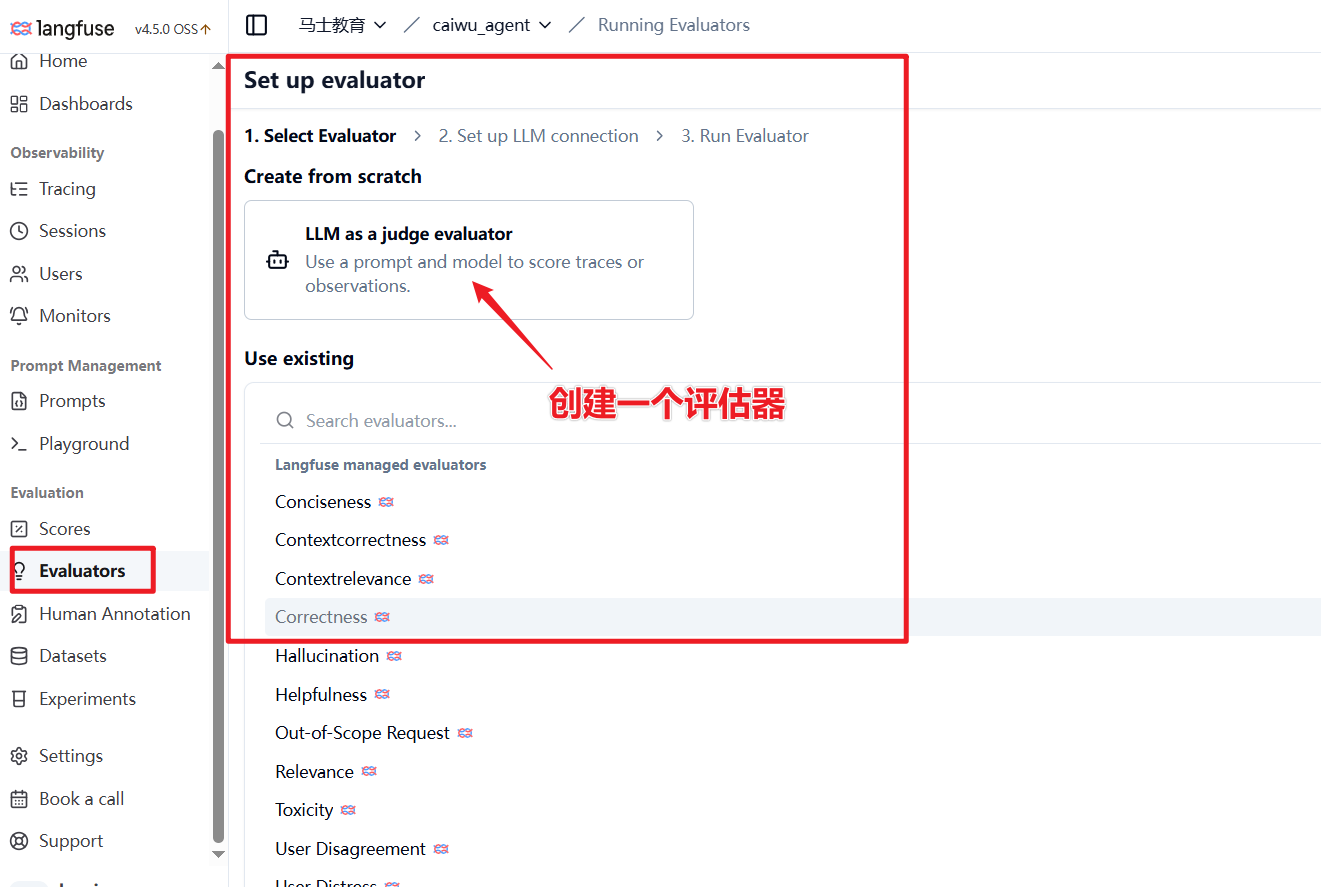 langfuse v4.5.0 OSS↑
马士教育 / caiwu_agent / Running Evaluators
Home
Dashboards
Observability
Tracing
Sessions
Users
Monitors
Prompt Management
Prompts
Playground
Evaluation
Scores
Evaluators
Human Annotation
Datasets
Experiments
Settings
Book a call
Support
Set up evaluator
1. Select Evaluator > 2. Set up LLM connection > 3. Run Evaluator
Create from scratch
LLM as a judge evaluator
Use a prompt and model to score traces or
observations.
Use existing
创建一个评估器
Search evaluators...
Langfuse managed evaluators
Conciseness
Contextcorrectness
Contextrelevance
Correctness
Hallucination
Helpfulness
Out-of-Scope Request
Relevance
Toxicity
User Disagreement
User Distress